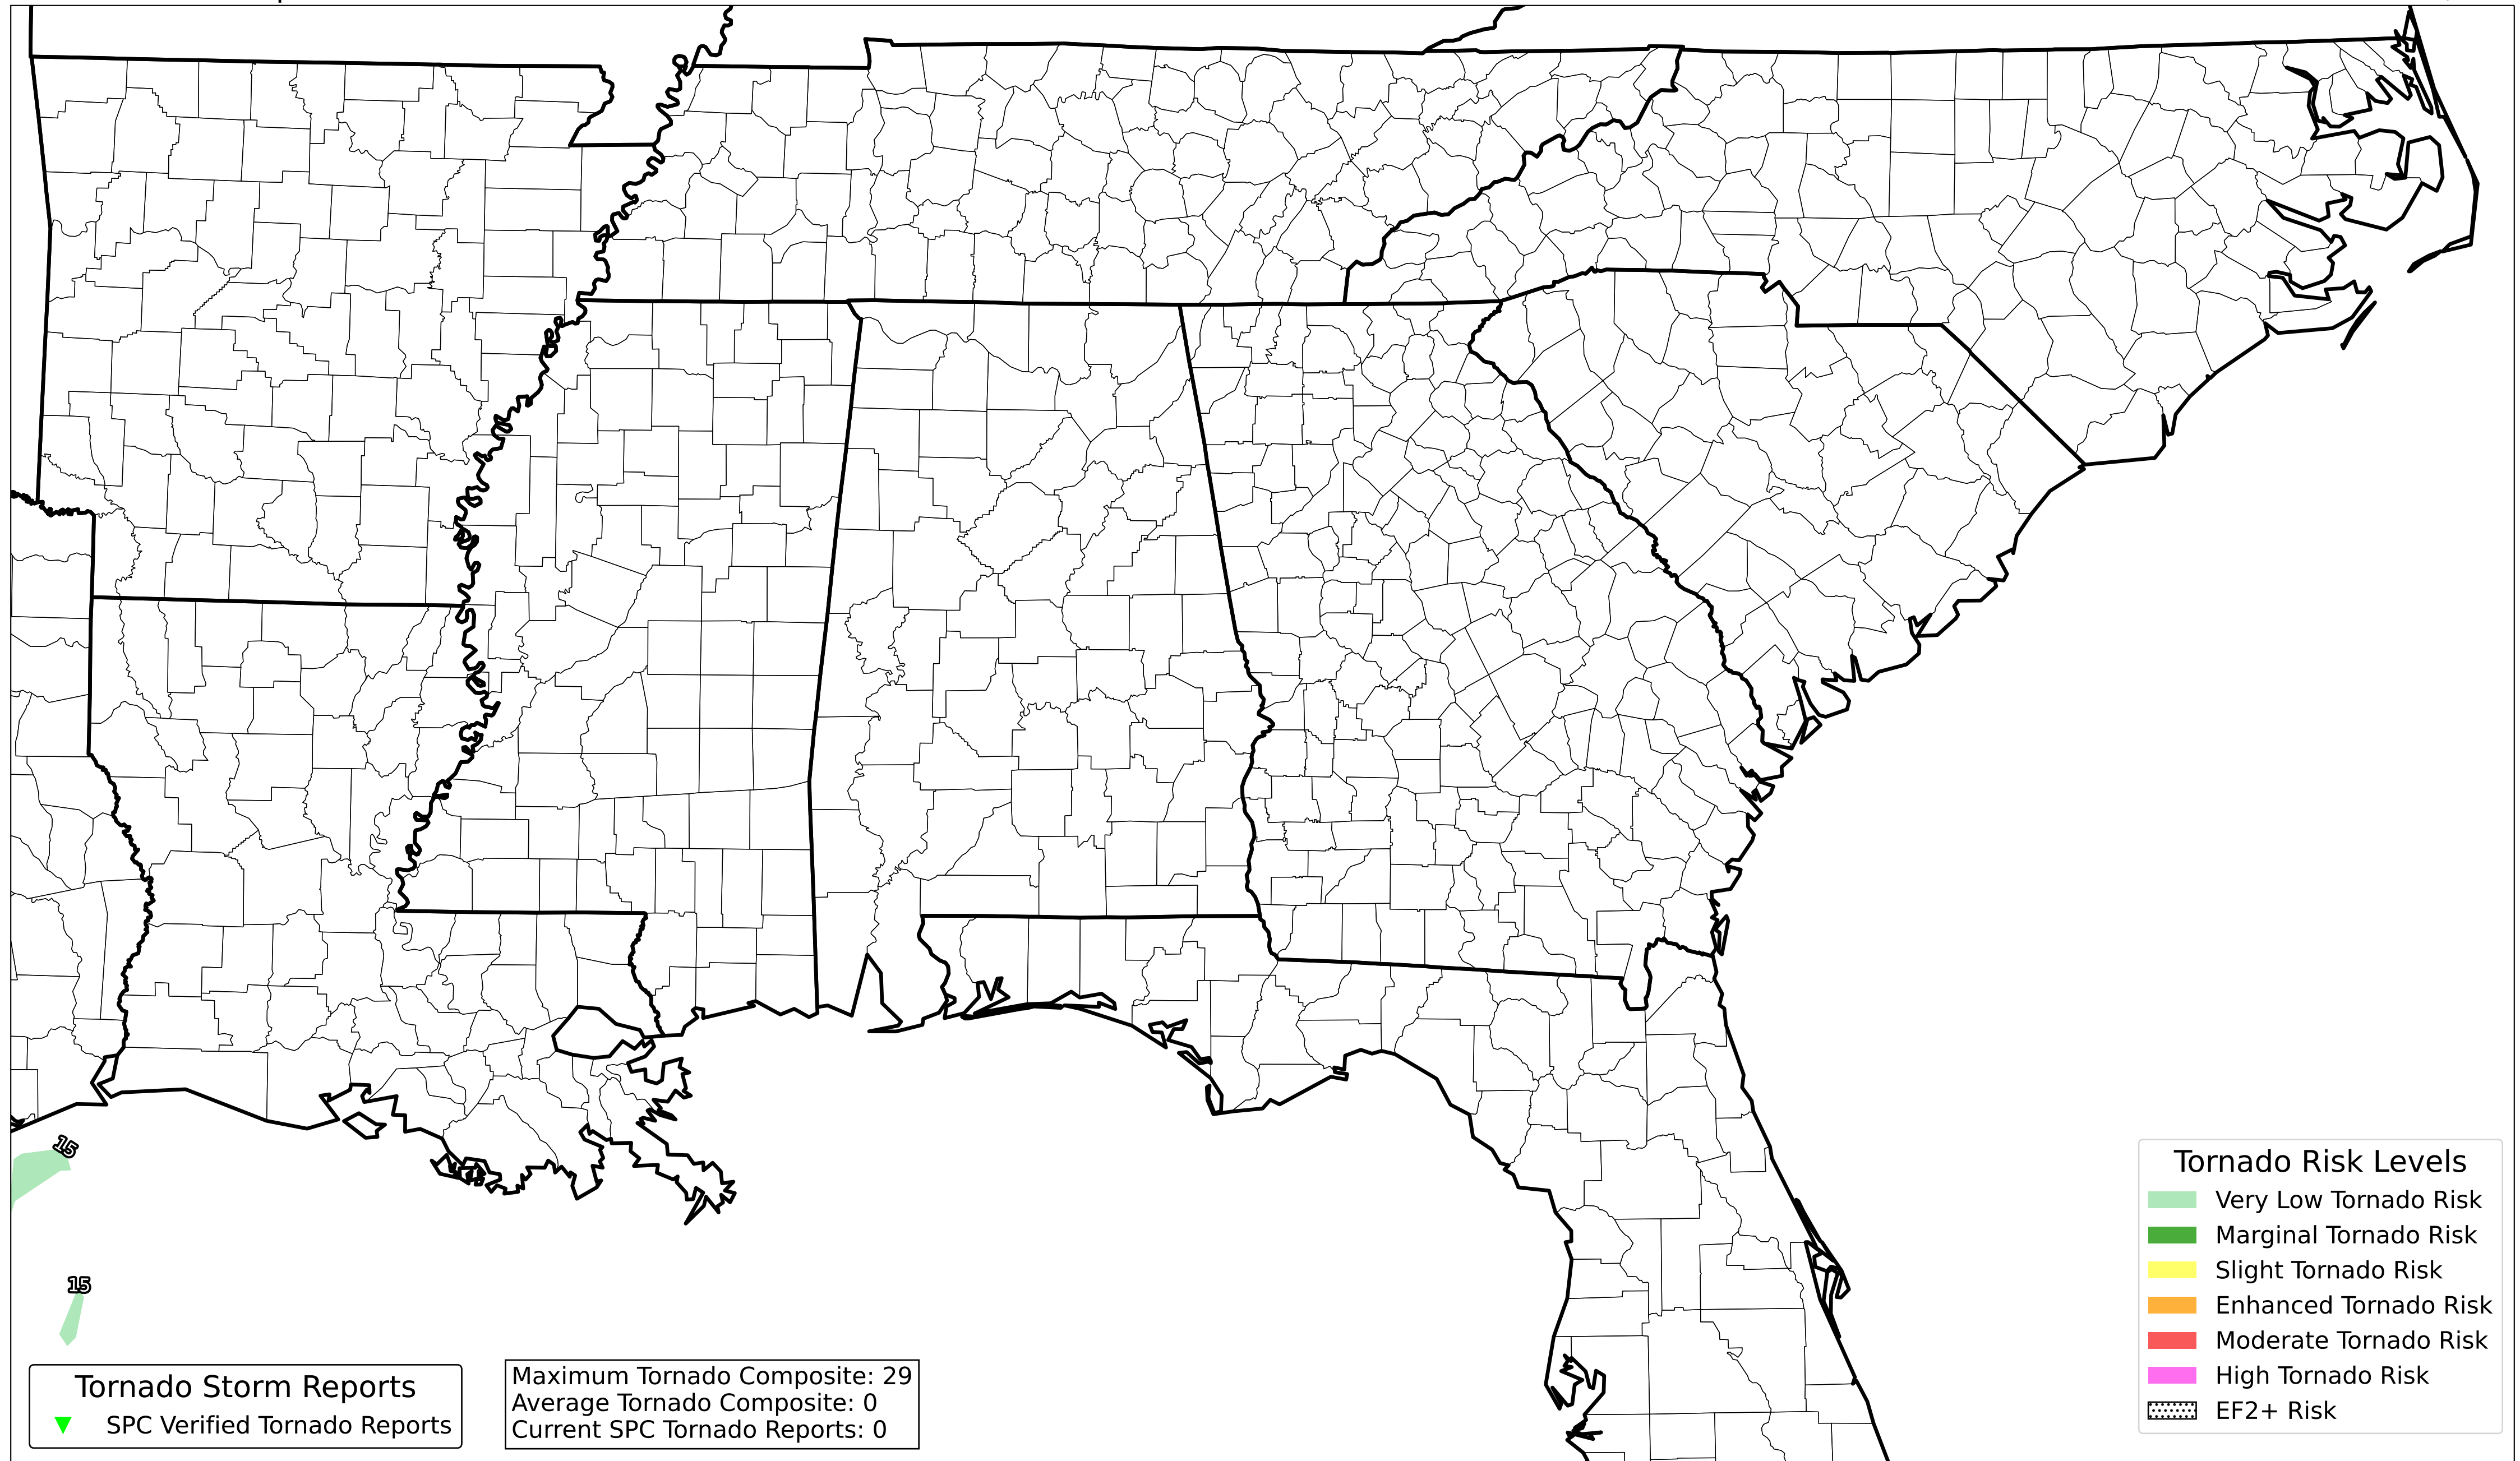 15
15
Tornado Storm Reports
SPC Verified Tornado Reports
Maximum Tornado Composite: 29
Average Tornado Composite: 0
Current SPC Tornado Reports: 0
Tornado Risk Levels
Very Low Tornado Risk
Marginal Tornado Risk
Slight Tornado Risk
Enhanced Tornado Risk
Moderate Tornado Risk
High Tornado Risk
EF2+ Risk